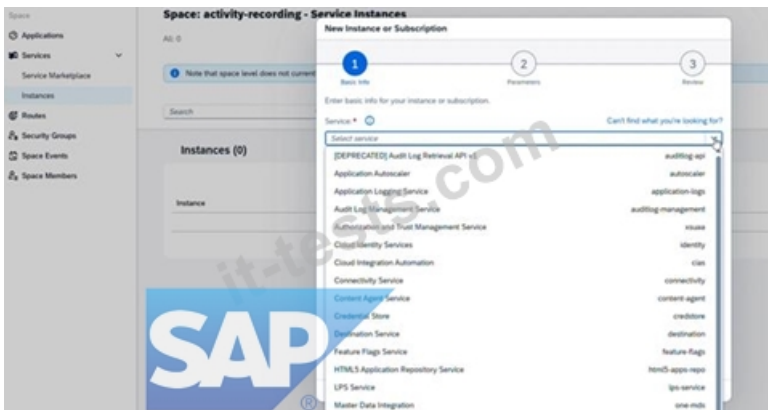 Space
Space: activity-recording - Service Instances
Applications
Services
Service Marketplace
Instances
Routes
Security Groups
Space Events
Space Members
All: 0
Note that space level does not current
Search
Instances (0)
Instance
New Instance or Subscription
1
2
3
Basic Info
Parameters
Review
Enter basic info for your instance or subscription.
Service: *
Can't find what you're looking for?
Select service
[DEPRECATED] Audit Log Retrieval API v1 auditlog-api
Application Autoscaler autoscaler
Application Logging Service application-logs
Audit Log Management Service auditlog-management
Authorization and Trust Management Service xsuaa
Cloud Identity Services identity
Cloud Integration Automation cias
Connectivity Service connectivity
Content Agent Service content-agent
Credential Store credstore
Destination Service destination
Feature Flags Service feature-flags
HTML5 Application Repository Service html5-apps-repo
LPS Service lps-service
Master Data Integration one-mds
it-tests.com
SAP
®